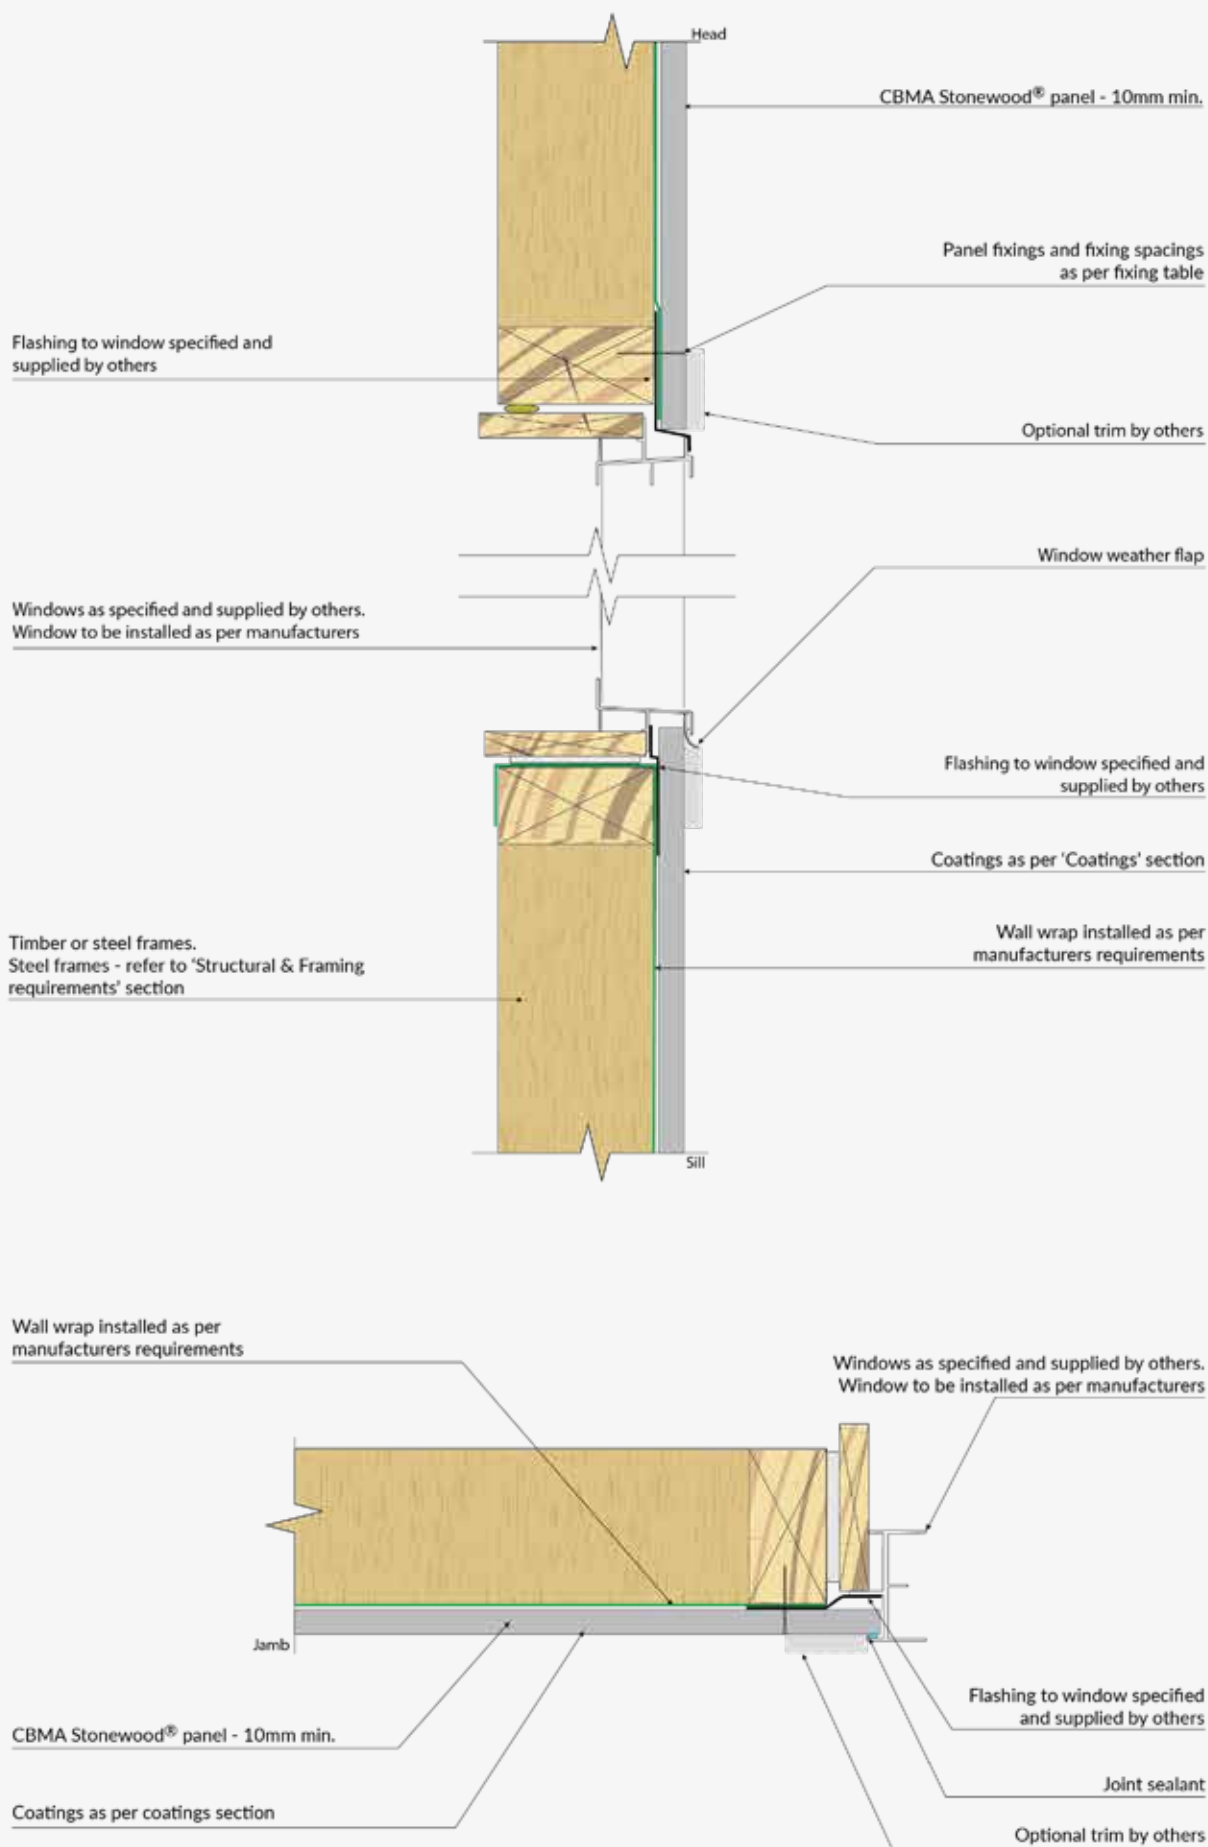 Head
CBMA Stonewood® panel - 10mm min.
Panel fixings and fixing spacings
as per fixing table
Flashing to window specified and
supplied by others
Optional trim by others
Window weather flap
Windows as specified and supplied by others.
Window to be installed as per manufacturers
Flashing to window specified and
supplied by others
Coatings as per 'Coatings' section
Wall wrap installed as per
manufacturers requirements
Timber or steel frames.
Steel frames - refer to 'Structural & Framing
requirements' section
Sill
Wall wrap installed as per
manufacturers requirements
Windows as specified and supplied by others.
Window to be installed as per manufacturers
Jamb
Flashing to window specified
and supplied by others
CBMA Stonewood® panel - 10mm min.
Joint sealant
Coatings as per coatings section
Optional trim by others